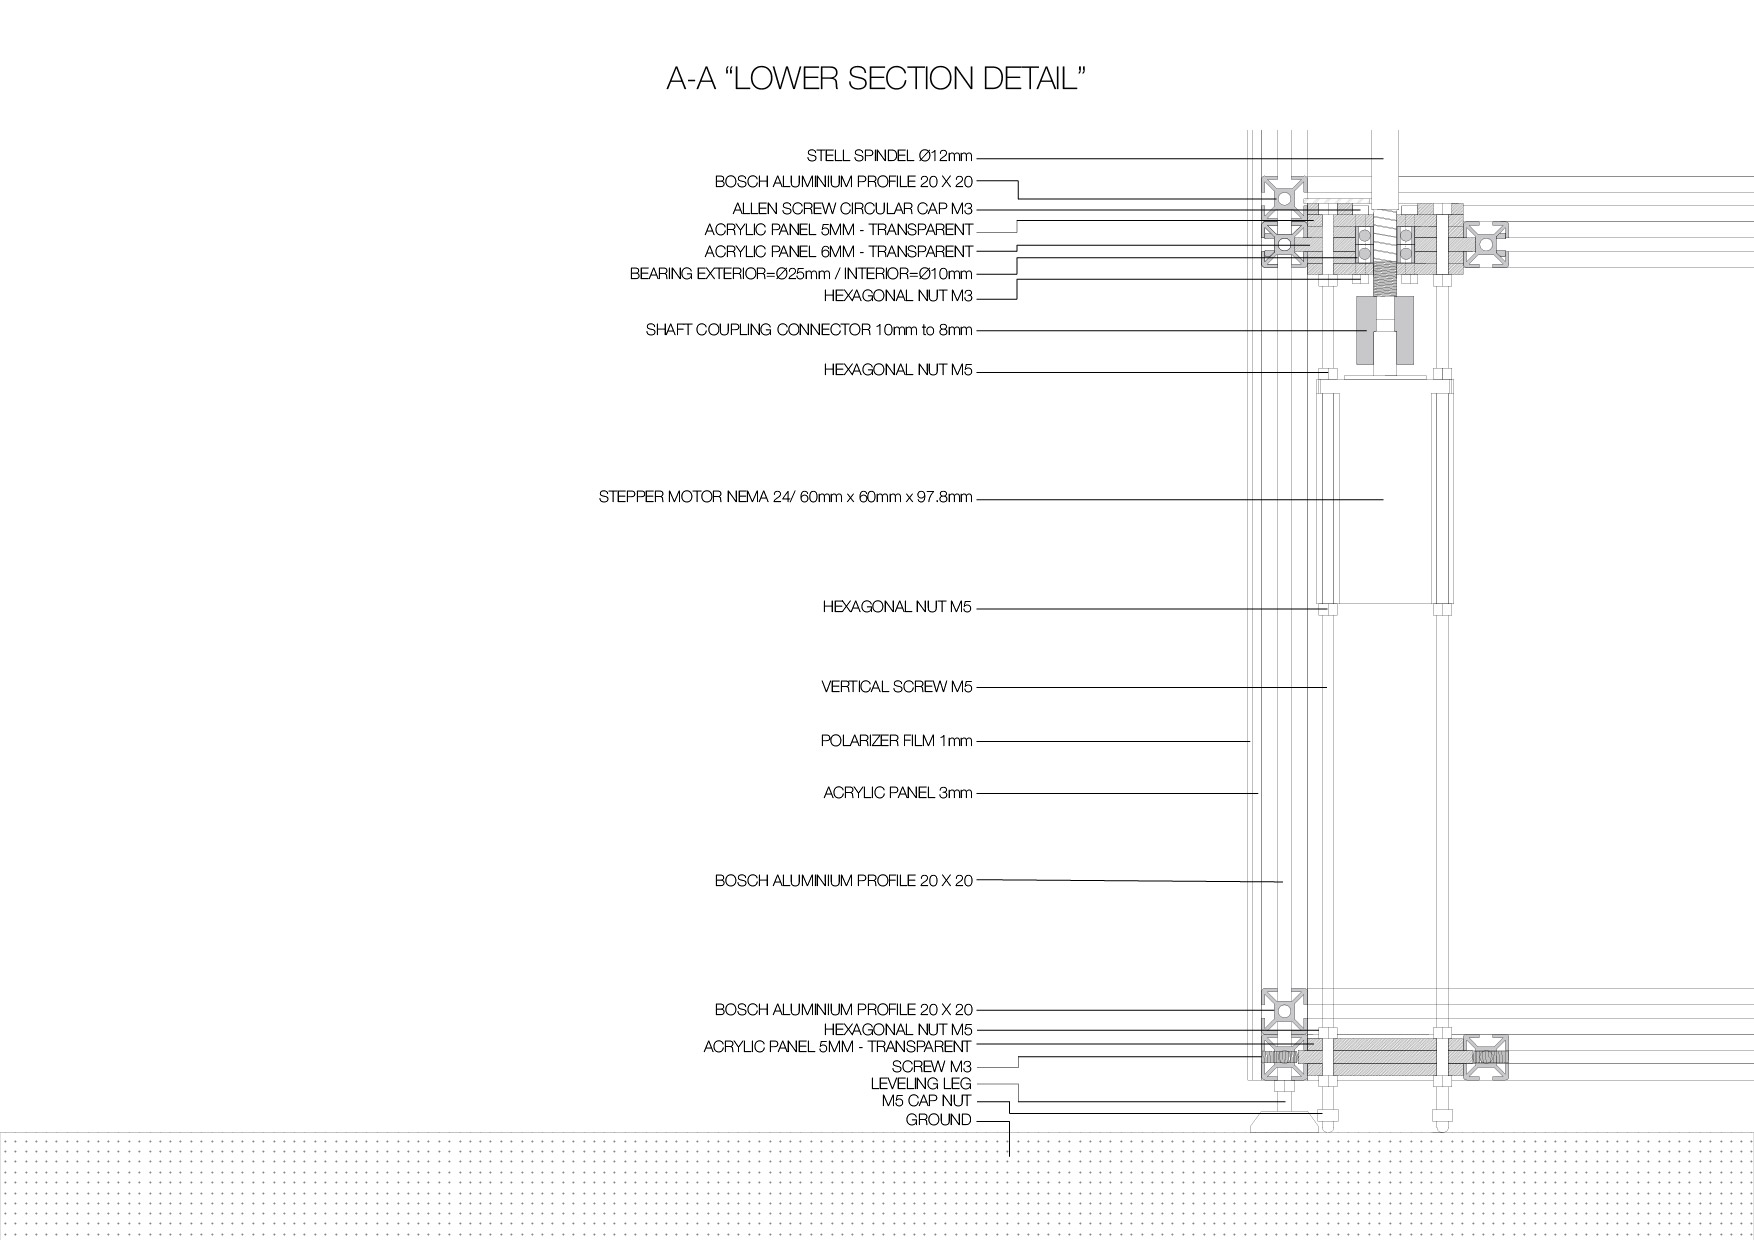 A-A “LOWER SECTION DETAIL”
STELL SPINDEL Ø12mm
BOSCH ALUMINIUM PROFILE 20 X 20
ALLEN SCREW CIRCULAR CAP M3
ACRYLIC PANEL 5MM - TRANSPARENT
ACRYLIC PANEL 6MM - TRANSPARENT
BEARING EXTERIOR=Ø25mm / INTERIOR=Ø10mm
HEXAGONAL NUT M3
SHAFT COUPLING CONNECTOR 10mm to 8mm
HEXAGONAL NUT M5
STEPPER MOTOR NEMA 24/ 60mm x 60mm x 97.8mm
HEXAGONAL NUT M5
VERTICAL SCREW M5
POLARIZER FILM 1mm
ACRYLIC PANEL 3mm
BOSCH ALUMINIUM PROFILE 20 X 20
BOSCH ALUMINIUM PROFILE 20 X 20
HEXAGONAL NUT M5
ACRYLIC PANEL 5MM - TRANSPARENT
SCREW M3
LEVELING LEG
M5 CAP NUT
GROUND